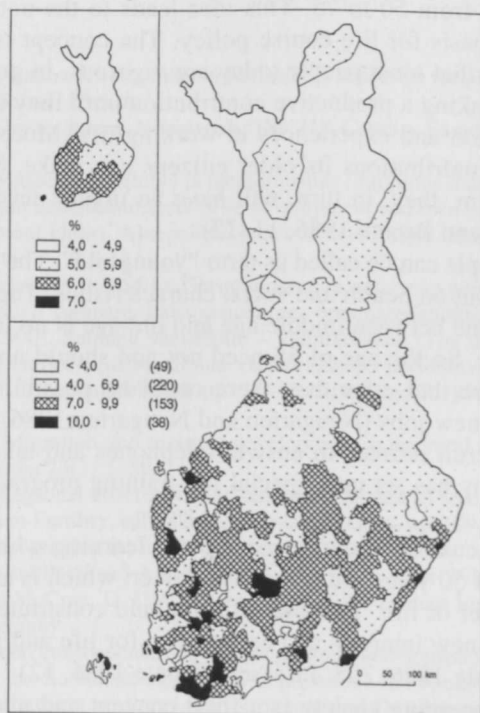 %
4,0 - 4,9
5,0 - 5,9
6,0 - 6,9
7,0 -
%
< 4,0 (49)
4,0 - 6,9 (220)
7,0 - 9,9 (153)
10,0 - (38)
0 50 100 km